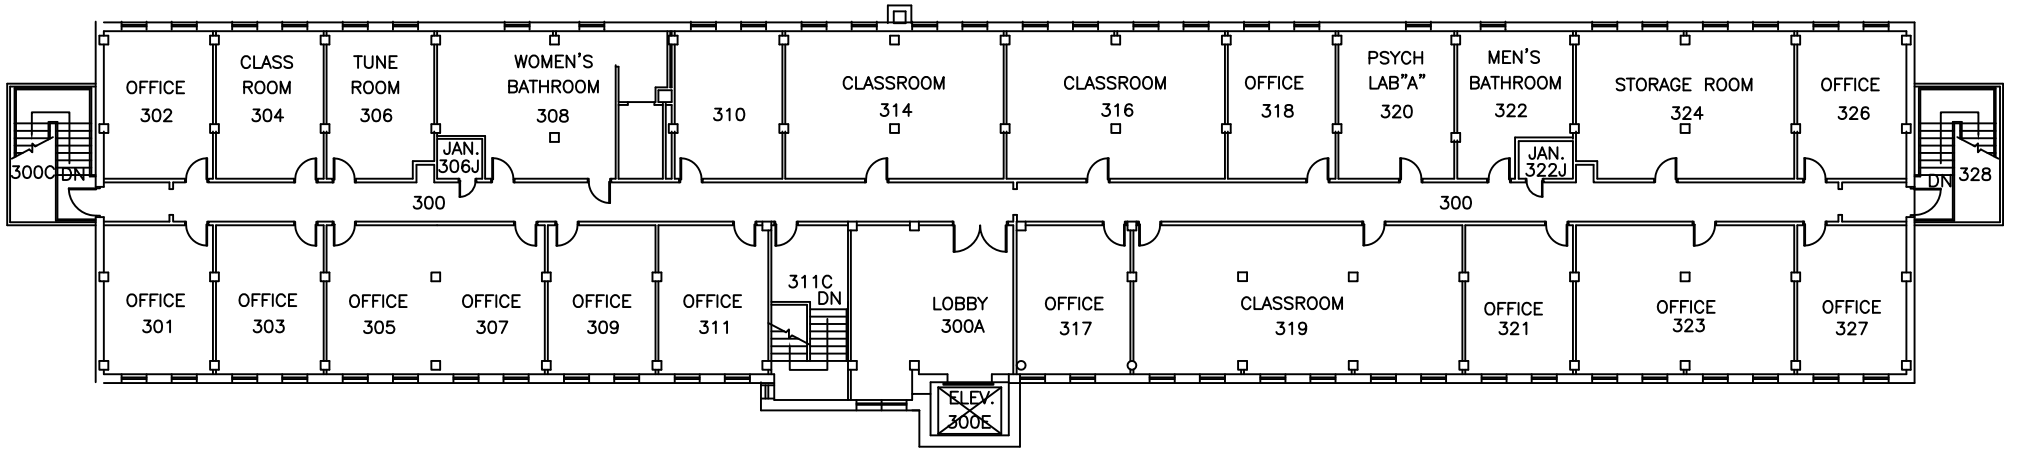 OFFICE
302
CLASS
ROOM
304
TUNE
ROOM
306
WOMEN'S
BATHROOM
308
310
CLASSROOM
314
CLASSROOM
316
OFFICE
318
PSYCH
LAB"A"
320
MEN'S
BATHROOM
322
STORAGE ROOM
324
OFFICE
326
JAN.
306J
JAN.
322J
300C
DN
DN
328
300
300
OFFICE
301
OFFICE
303
OFFICE
305
OFFICE
307
OFFICE
309
OFFICE
311
311C
DN
LOBBY
300A
OFFICE
317
CLASSROOM
319
OFFICE
321
OFFICE
323
OFFICE
327
ELEV.
300E